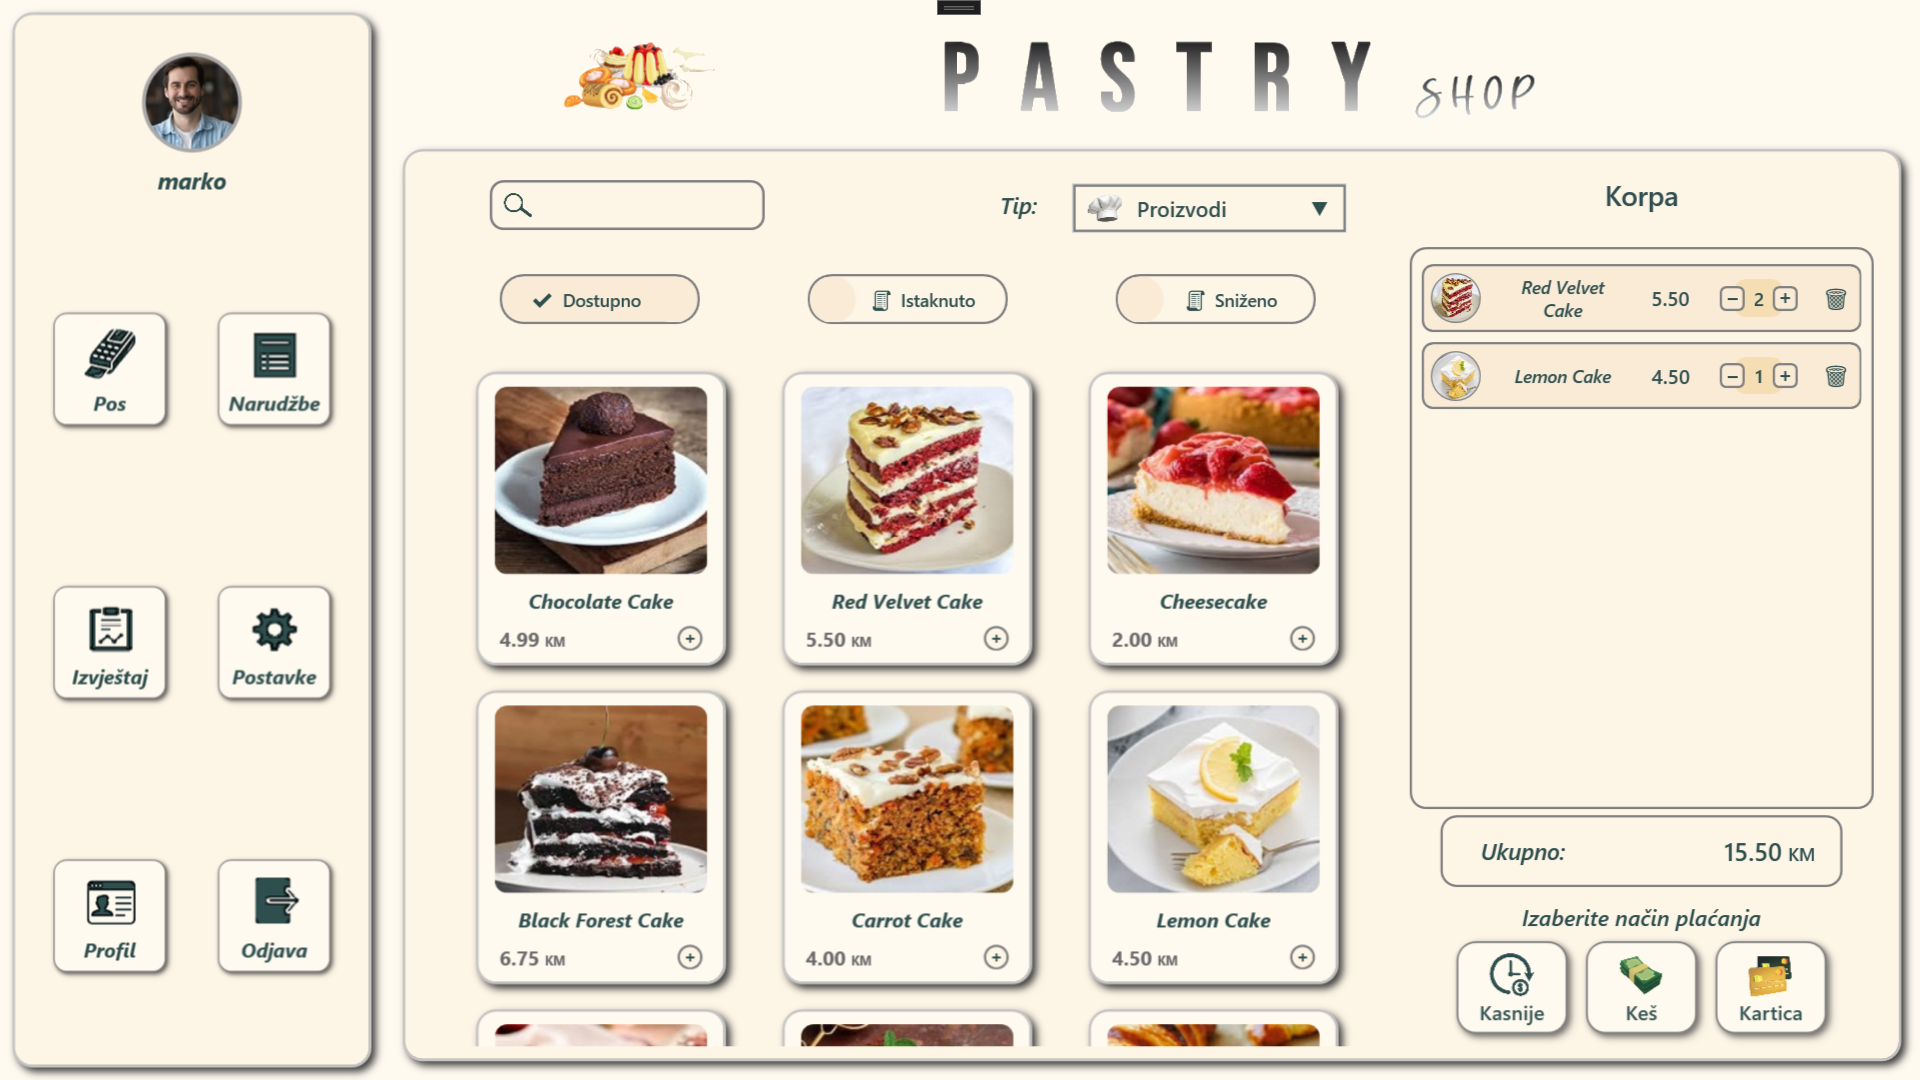 marko
Pos
Narudžbe
Izvještaj
Postavke
Profil
Odjava
PASTRY SHOP
Tip:
Proizvodi
Dostupno
Istaknuto
Sniženo
Chocolate Cake
4.99 KM
Red Velvet Cake
5.50 KM
Cheesecake
2.00 KM
Black Forest Cake
6.75 KM
Carrot Cake
4.00 KM
Lemon Cake
4.50 KM
Korpa
Red Velvet
Cake
5.50
2
Lemon Cake
4.50
1
Ukupno:
15.50 KM
Izaberite način plaćanja
Kasnije
Keš
Kartica